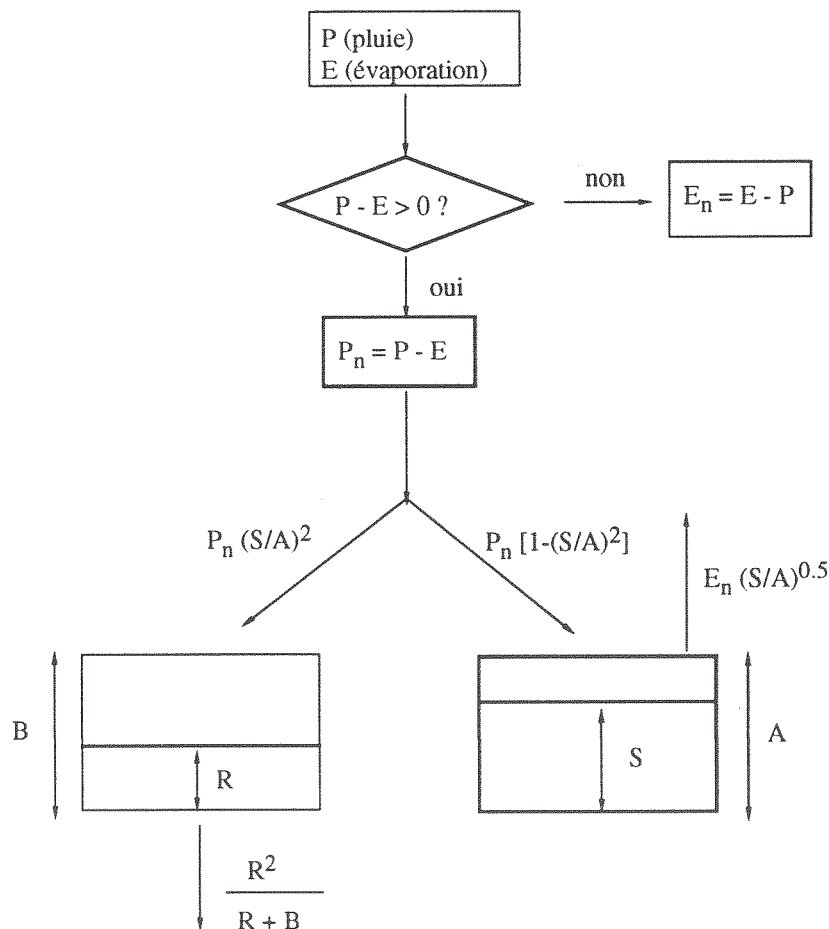 P (pluie)
E (évaporation)
P - E > 0 ?
non
E_n = E - P
oui
P_n = P - E
P_n (S/A)^2
P_n [1-(S/A)^2]
E_n (S/A)^0.5
B
R
S
A
R^2
R + B